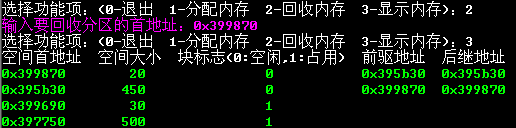 选择功能项：(0-退出 1-分配内存 2-回收内存 3-显示内存)：2
输入要回收分区的首地址：0x399870
选择功能项：(0-退出 1-分配内存 2-回收内存 3-显示内存)：3
空间首地址 空间大小 块标志(0:空闲,1:占用) 前驱地址 后继地址
0x399870 20 0 0x395b30 0x395b30
0x395b30 450 0 0x399870 0x399870
0x399690 30 1
0x397750 500 1